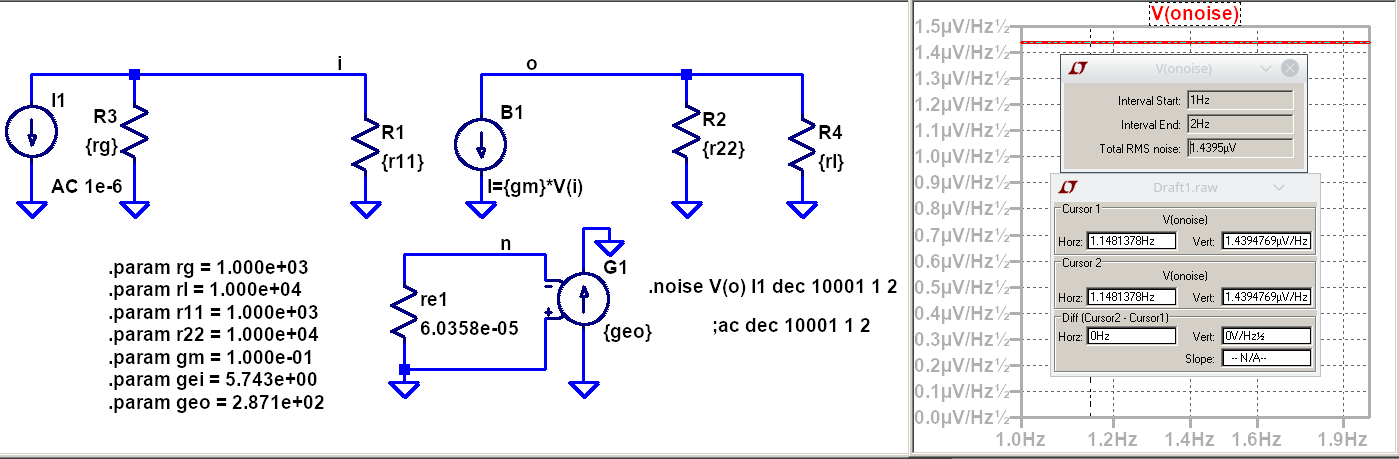 i
o
I1
AC 1e-6
R3
{rg}
R1
{r11}
B1
I={gm}*V(i)
R2
{r22}
R4
{rl}
n
re1
6.0358e-05
-
+
G1
{geo}
.noise V(o) I1 dec 10001 1 2
;ac dec 10001 1 2
.param rg = 1.000e+03
.param rl = 1.000e+04
.param r11 = 1.000e+03
.param r22 = 1.000e+04
.param gm = 1.000e-01
.param gei = 5.743e+00
.param geo = 2.871e+02
V(onoise)
1.5µV/Hz½
1.4µV/Hz½
1.3µV/Hz½
1.2µV/Hz½
1.1µV/Hz½
1.0µV/Hz½
0.9µV/Hz½
0.8µV/Hz½
0.7µV/Hz½
0.6µV/Hz½
0.5µV/Hz½
0.4µV/Hz½
0.3µV/Hz½
0.2µV/Hz½
0.1µV/Hz½
0.0µV/Hz½
1.0Hz 1.2Hz 1.4Hz 1.6Hz 1.9Hz
V(onoise)
Interval Start: 1Hz
Interval End: 2Hz
Total RMS noise: 1.4395µV
Draft1.raw
Cursor 1
V(onoise)
Horz: 1.1481378Hz Vert: 1.4394769µV/Hz
Cursor 2
V(onoise)
Horz: 1.1481378Hz Vert: 1.4394769µV/Hz
Diff (Cursor2 - Cursor1)
Horz: 0Hz Vert: 0V/Hz½
Slope: -- N/A--